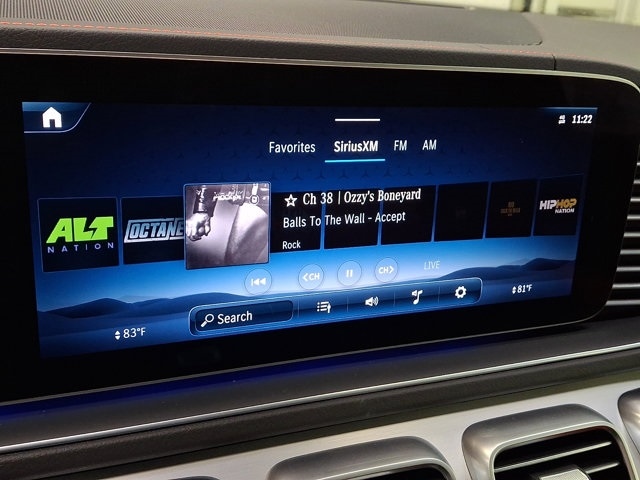 11:22
Favorites SiriusXM FM AM
Ch 38 | Ozzy's Boneyard
Balls To The Wall - Accept
Rock
ALT
NATION
OCTANE
HIPHOP
NATION
CH CH LIVE
Search
83°F
81°F